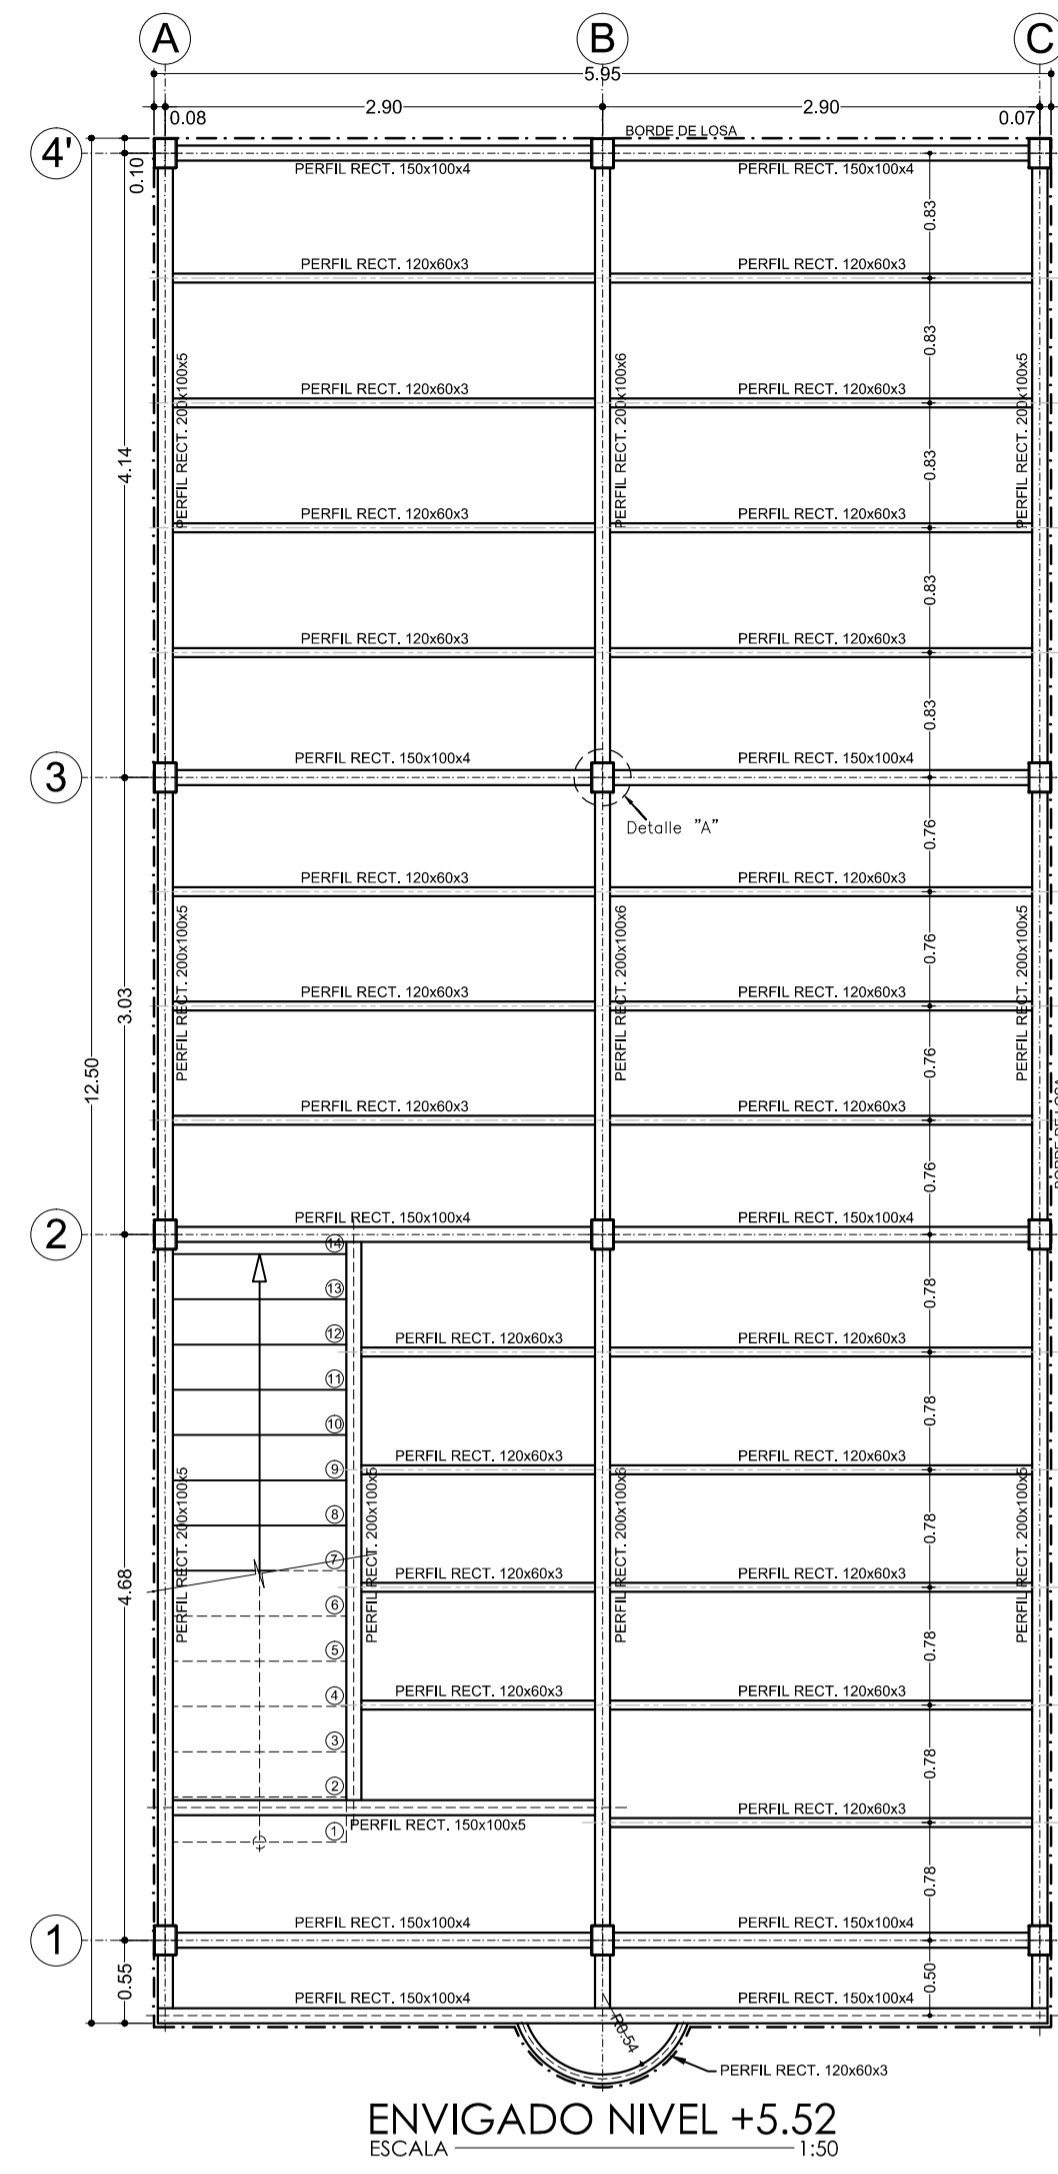 A B C
5.95
2.90 2.90
0.08 0.07
BORDE DE LOSA
4'
0.10
PERFIL RECT. 150x100x4 PERFIL RECT. 150x100x4
0.83
PERFIL RECT. 120x60x3 PERFIL RECT. 120x60x3
0.83
PERFIL RECT. 200x100x5 PERFIL RECT. 200x100x6 PERFIL RECT. 200x100x5
PERFIL RECT. 120x60x3 PERFIL RECT. 120x60x3
4.14
0.83
PERFIL RECT. 120x60x3 PERFIL RECT. 120x60x3
0.83
PERFIL RECT. 120x60x3 PERFIL RECT. 120x60x3
0.83
PERFIL RECT. 150x100x4 PERFIL RECT. 150x100x4
3
Detalle "A"
0.76
PERFIL RECT. 120x60x3 PERFIL RECT. 120x60x3
PERFIL RECT. 200x100x5 PERFIL RECT. 200x100x6 PERFIL RECT. 200x100x5
0.76
PERFIL RECT. 120x60x3 PERFIL RECT. 120x60x3
3.03
12.50
0.76
PERFIL RECT. 120x60x3 PERFIL RECT. 120x60x3
BORDE DE LOSA
0.76
PERFIL RECT. 150x100x4 PERFIL RECT. 150x100x4
2
14
13
0.78
12
PERFIL RECT. 120x60x3 PERFIL RECT. 120x60x3
11
0.78
10
PERFIL RECT. 120x60x3 PERFIL RECT. 120x60x3
9
PERFIL RECT. 200x100x5 PERFIL RECT. 200x100x5 PERFIL RECT. 200x100x6 PERFIL RECT. 200x100x5
8
0.78
7
PERFIL RECT. 120x60x3 PERFIL RECT. 120x60x3
4.68
6
0.78
5
4
PERFIL RECT. 120x60x3 PERFIL RECT. 120x60x3
3
0.78
2
PERFIL RECT. 120x60x3
1
PERFIL RECT. 150x100x5
0.78
PERFIL RECT. 150x100x4 PERFIL RECT. 150x100x4
1
0.55
0.50
PERFIL RECT. 150x100x4 PERFIL RECT. 150x100x4
R0.54
PERFIL RECT. 120x60x3
ENVIGADO NIVEL +5.52
ESCALA 1:50